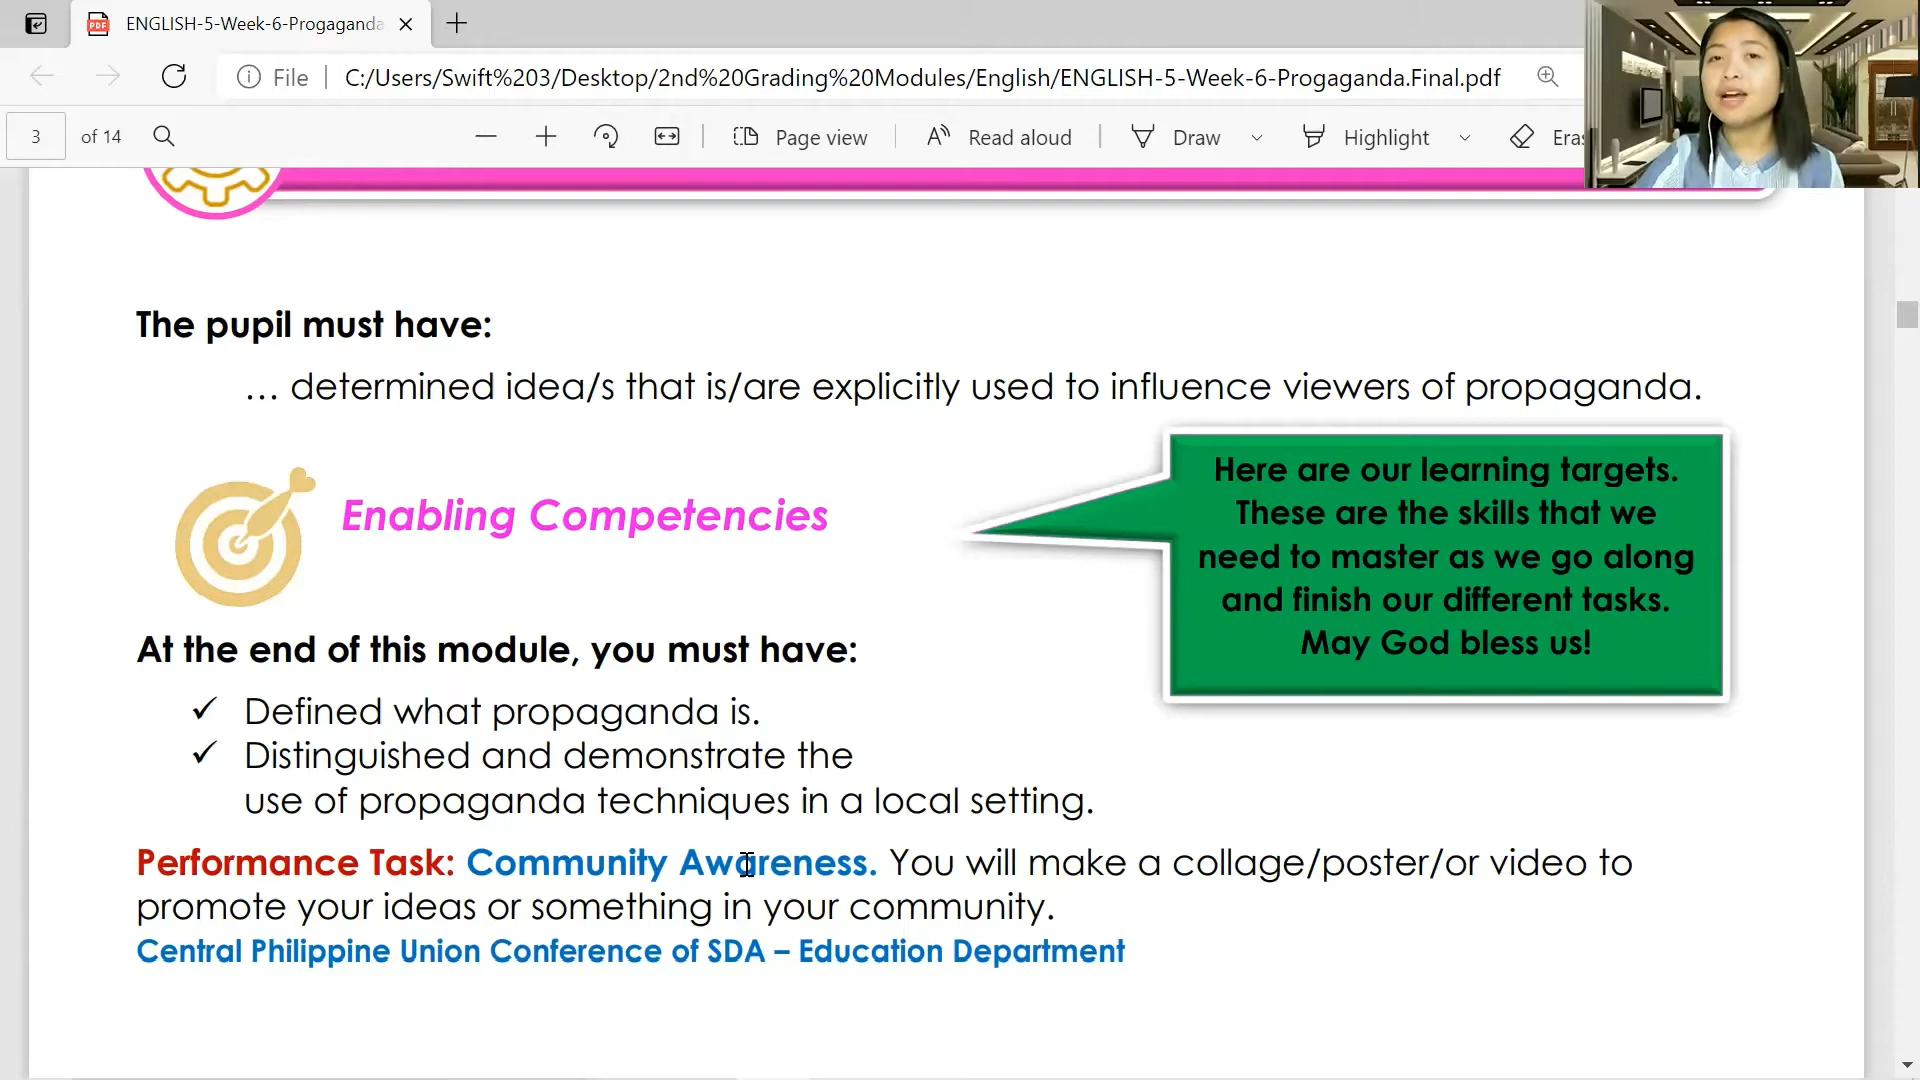 ENGLISH-5-Week-6-Progaganda
File
C:/Users/Swift%203/Desktop/2nd%20Grading%20Modules/English/ENGLISH-5-Week-6-Progaganda.Final.pdf
3 of 14 Page view Read aloud Draw Highlight Eras
The pupil must have:
… determined idea/s that is/are explicitly used to influence viewers of propaganda.
Enabling Competencies
Here are our learning targets.
These are the skills that we
need to master as we go along
and finish our different tasks.
May God bless us!
At the end of this module, you must have:
✓ Defined what propaganda is.
✓ Distinguished and demonstrate the
use of propaganda techniques in a local setting.
Performance Task: Community Awareness. You will make a collage/poster/or video to
promote your ideas or something in your community.
Central Philippine Union Conference of SDA – Education Department